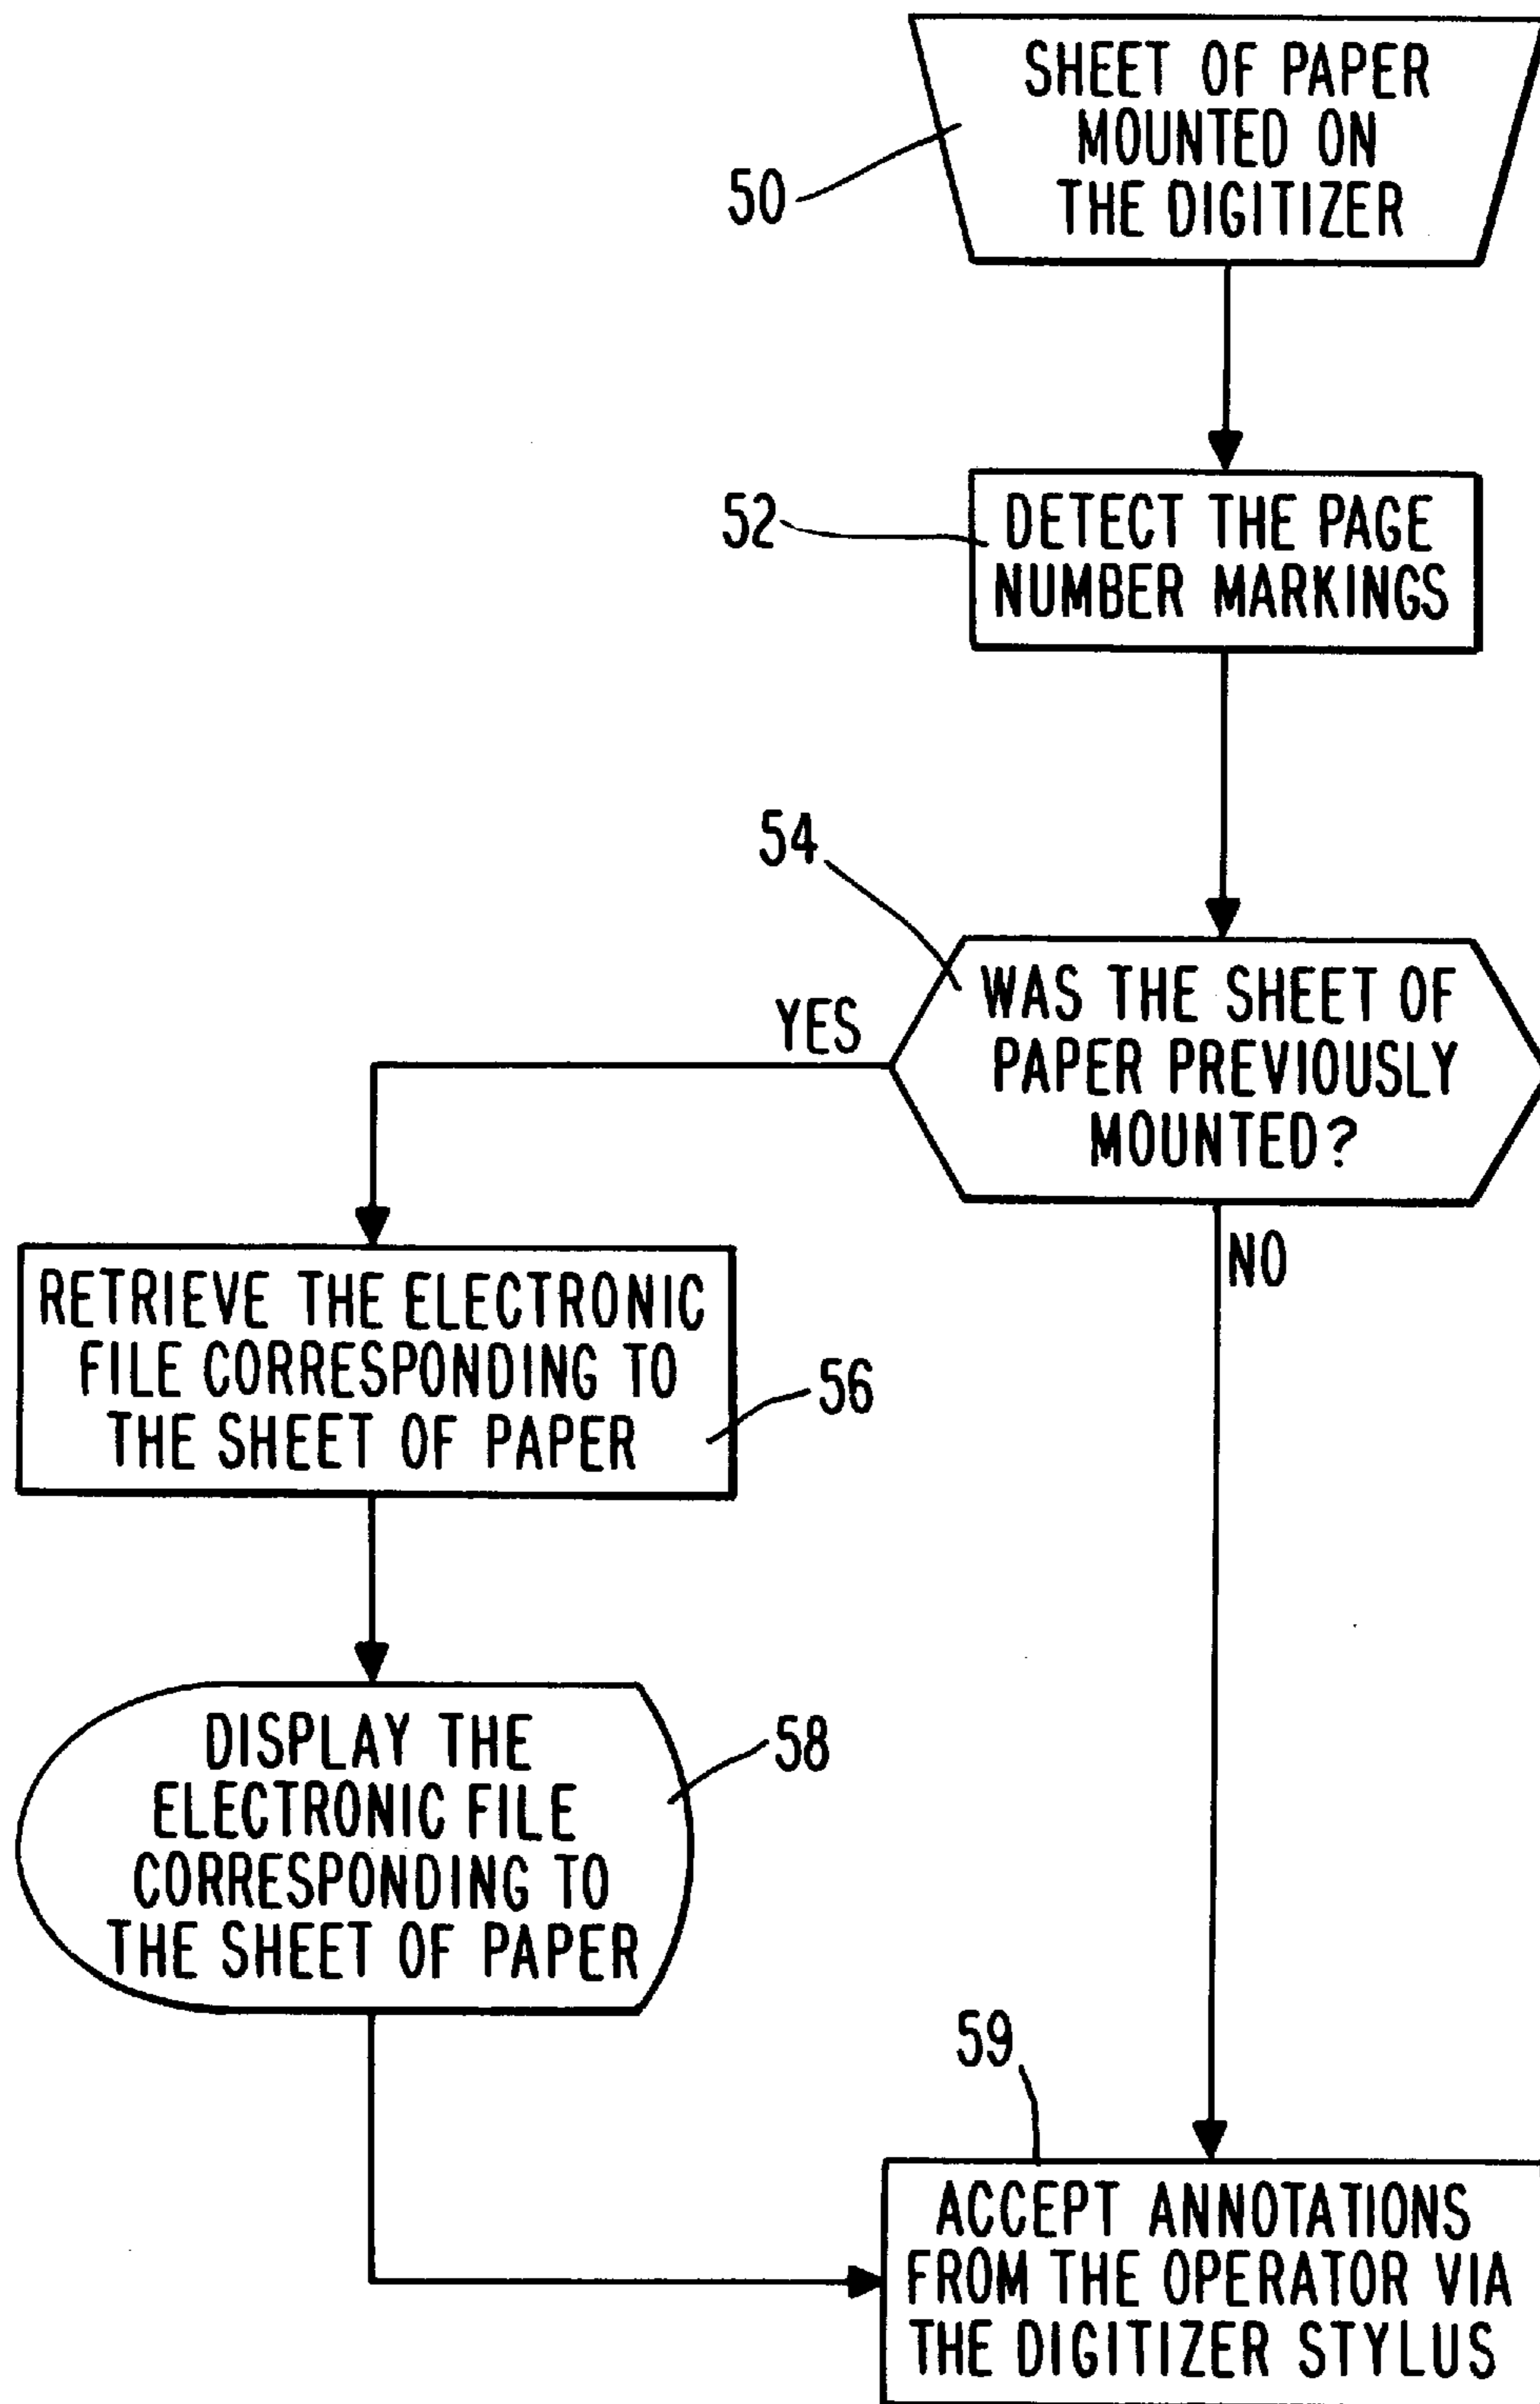 SHEET OF PAPER
MOUNTED ON
THE DIGITIZER
50
52
DETECT THE PAGE
NUMBER MARKINGS
54
WAS THE SHEET OF
PAPER PREVIOUSLY
MOUNTED?
YES
NO
RETRIEVE THE ELECTRONIC
FILE CORRESPONDING TO
THE SHEET OF PAPER
56
DISPLAY THE
ELECTRONIC FILE
CORRESPONDING TO
THE SHEET OF PAPER
58
59
ACCEPT ANNOTATIONS
FROM THE OPERATOR VIA
THE DIGITIZER STYLUS